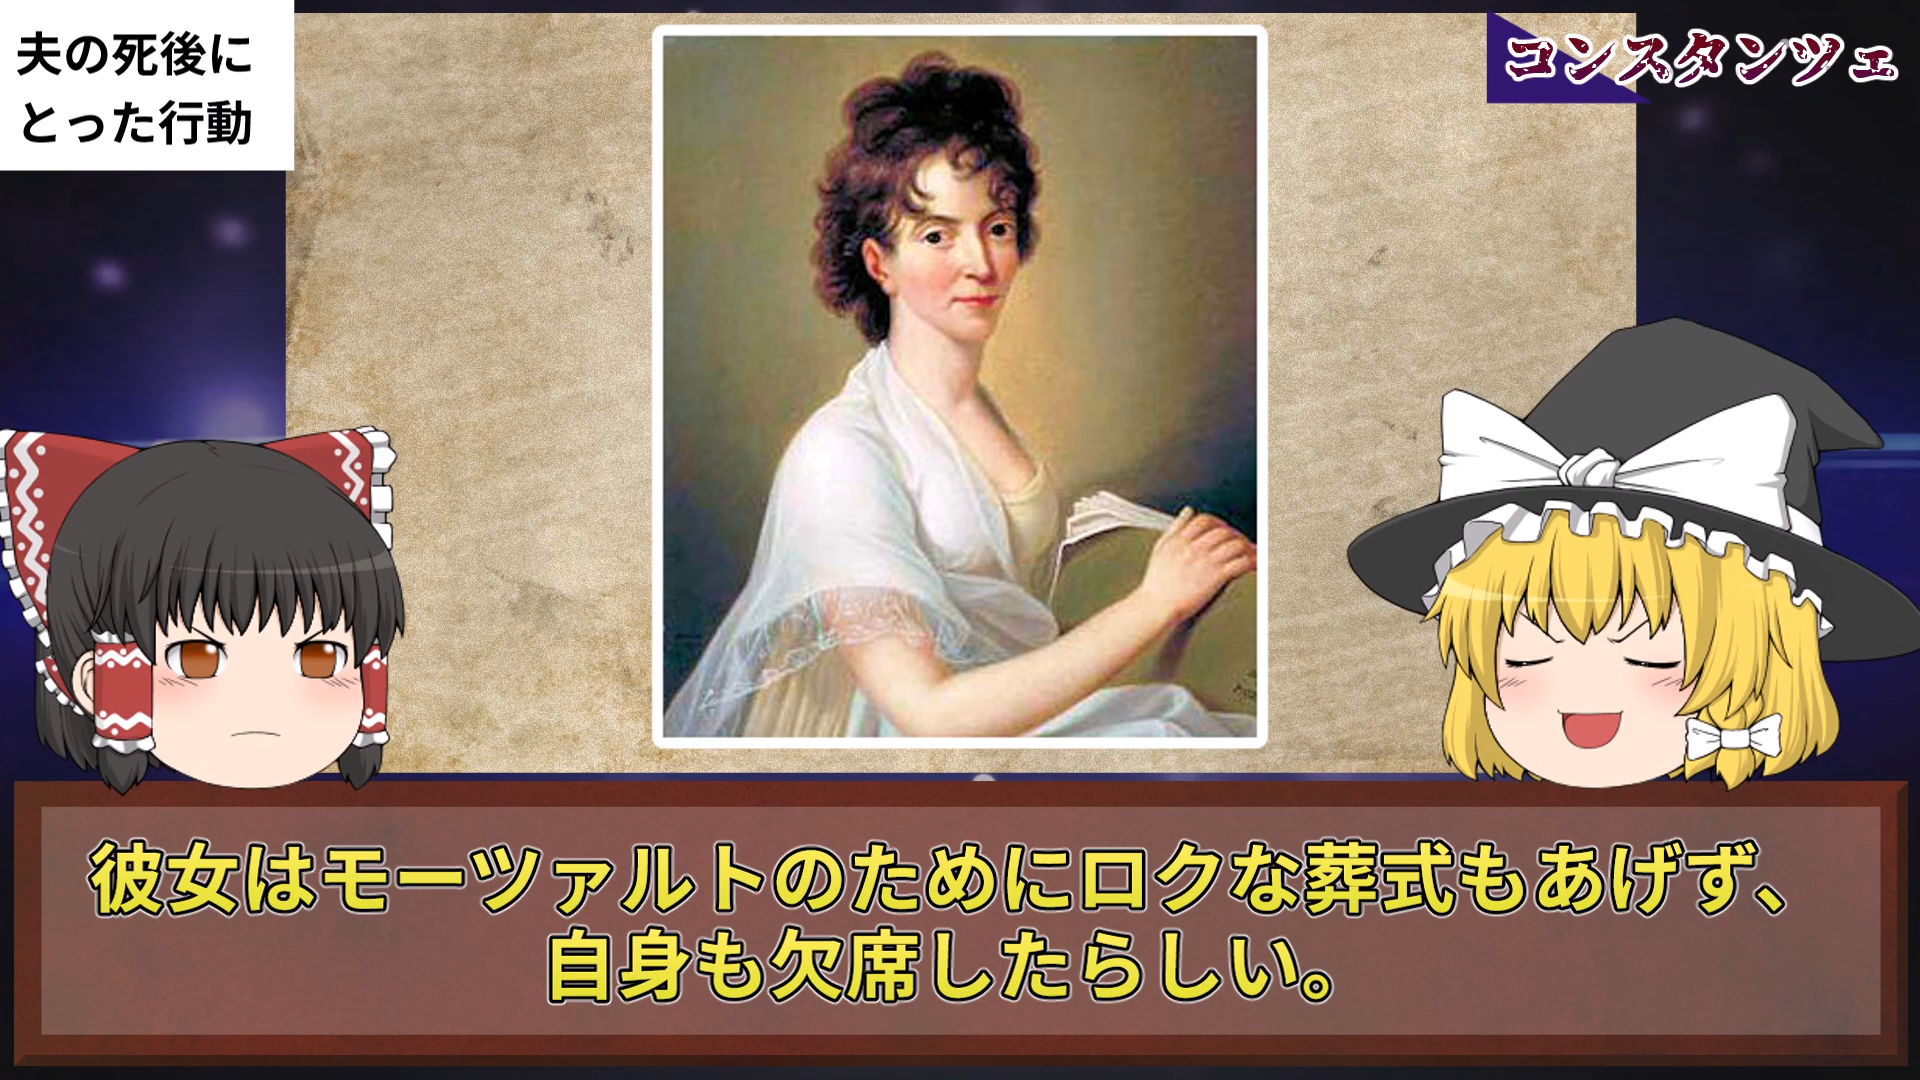 夫の死後に
とった行動
コンスタンツェ
彼女はモーツァルトのためにロクな葬式もあげず、
自身も欠席したらしい。